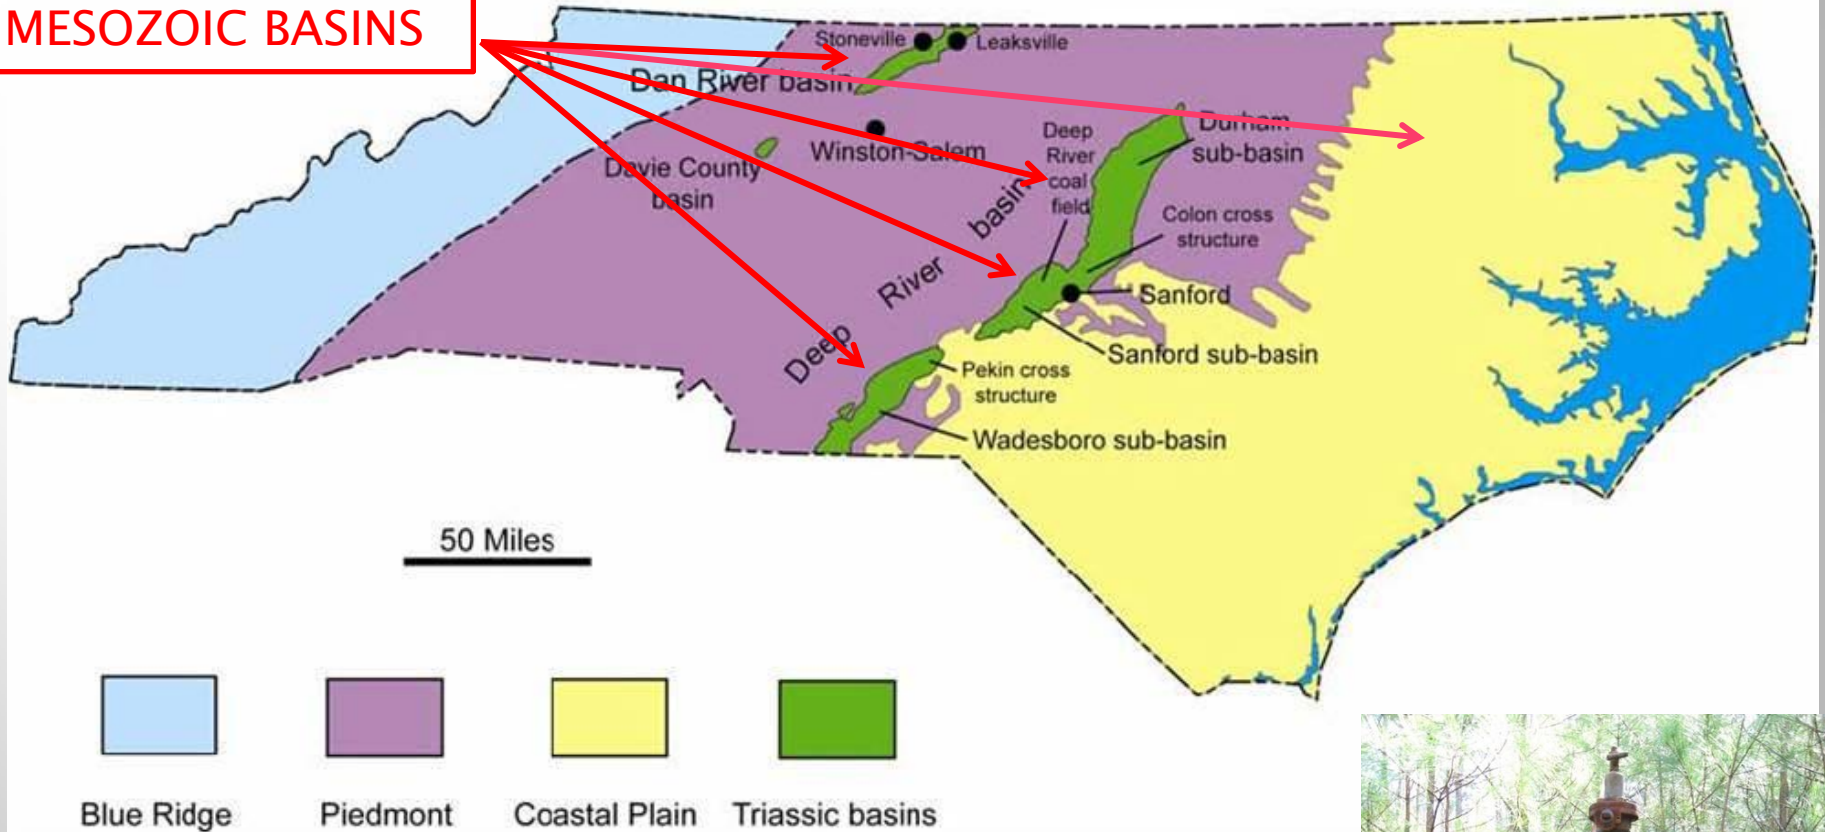 MESOZOIC BASINS
Stoneville
Leaksville
Dan River basin
Durham
sub-basin
Deep
River
coal
field
Winston-Salem
Davie County
basin
Colon cross
structure
Deep River basin
Sanford
Sanford sub-basin
Pekin cross
structure
Wadesboro sub-basin
50 Miles
Blue Ridge
Piedmont
Coastal Plain
Triassic basins